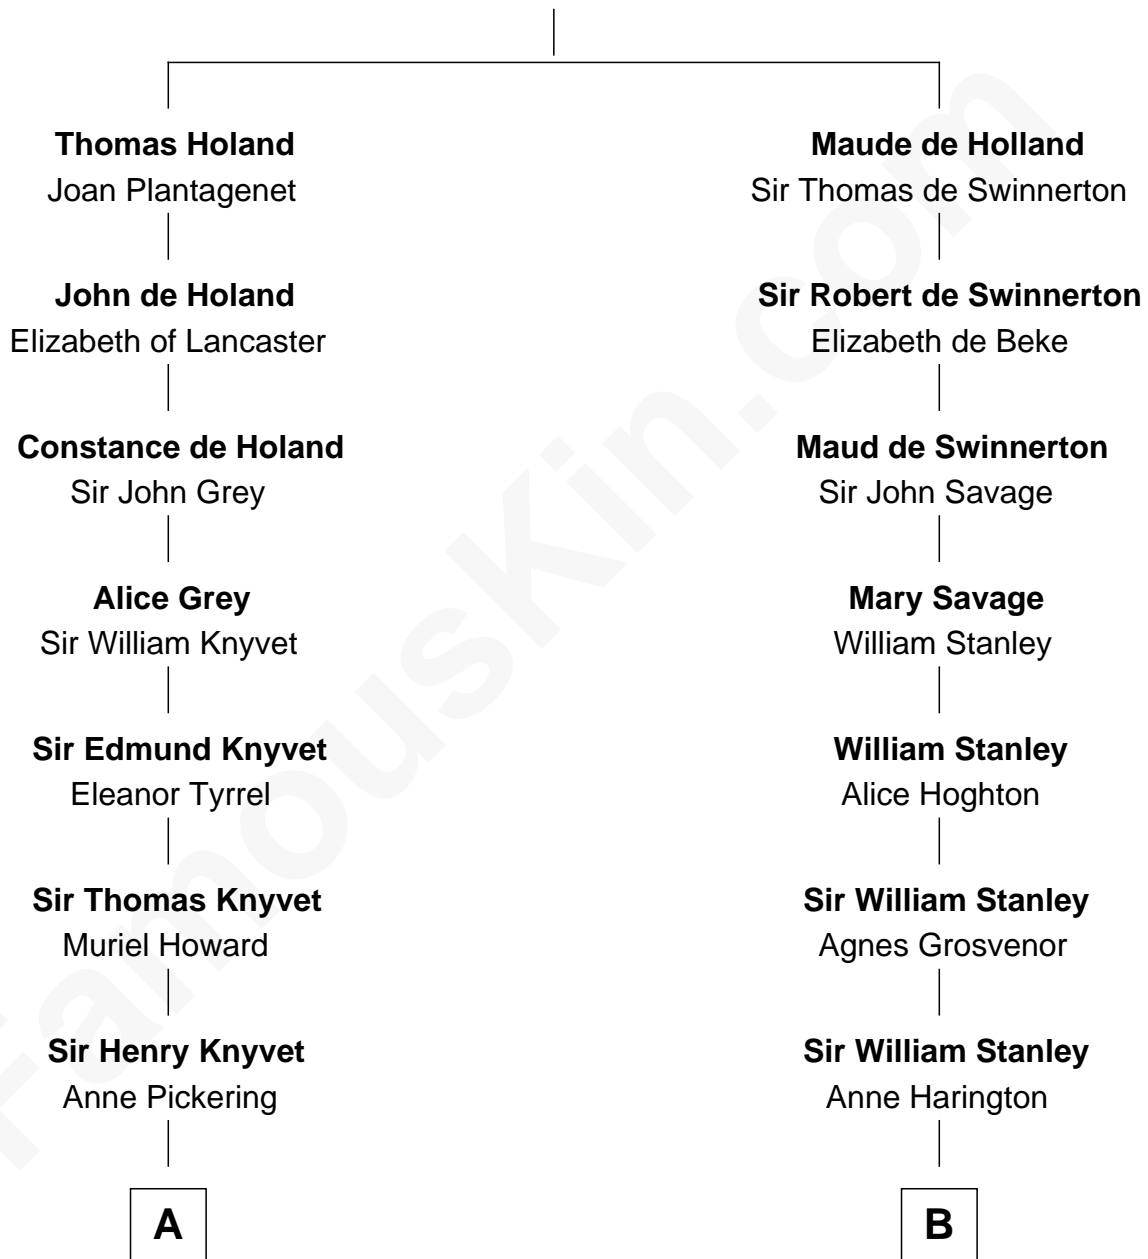 Thomas Holand
Joan Plantagenet
John de Holand
Elizabeth of Lancaster
Constance de Holand
Sir John Grey
Alice Grey
Sir William Knyvet
Sir Edmund Knyvet
Eleanor Tyrrel
Sir Thomas Knyvet
Muriel Howard
Sir Henry Knyvet
Anne Pickering
A
Maude de Holland
Sir Thomas de Swinnerton
Sir Robert de Swinnerton
Elizabeth de Beke
Maud de Swinnerton
Sir John Savage
Mary Savage
William Stanley
William Stanley
Alice Hoghton
Sir William Stanley
Agnes Grosvenor
Sir William Stanley
Anne Harington
B
FamousKin.com